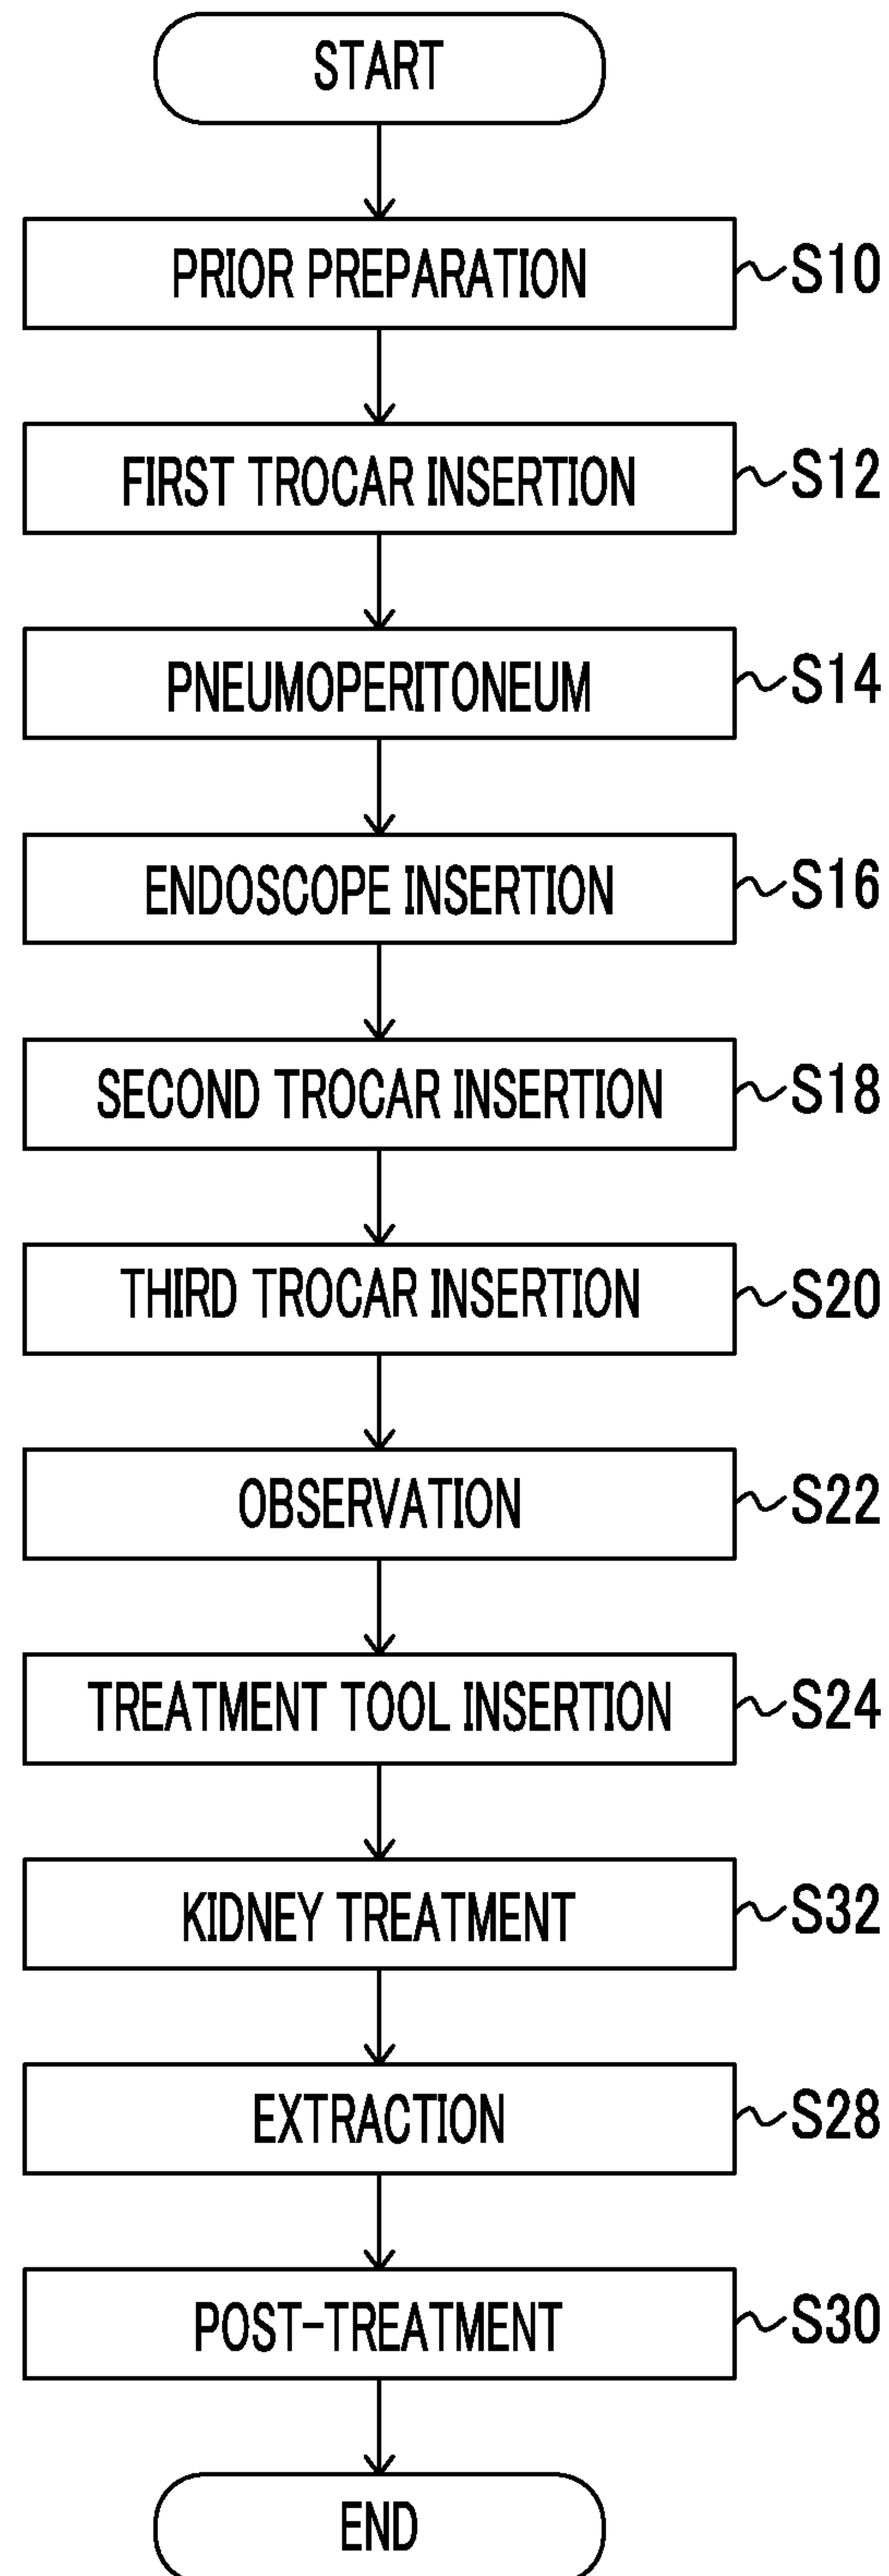 START
PRIOR PREPARATION S10
FIRST TROCAR INSERTION S12
PNEUMOPERITONEUM S14
ENDOSCOPE INSERTION S16
SECOND TROCAR INSERTION S18
THIRD TROCAR INSERTION S20
OBSERVATION S22
TREATMENT TOOL INSERTION S24
KIDNEY TREATMENT S32
EXTRACTION S28
POST-TREATMENT S30
END